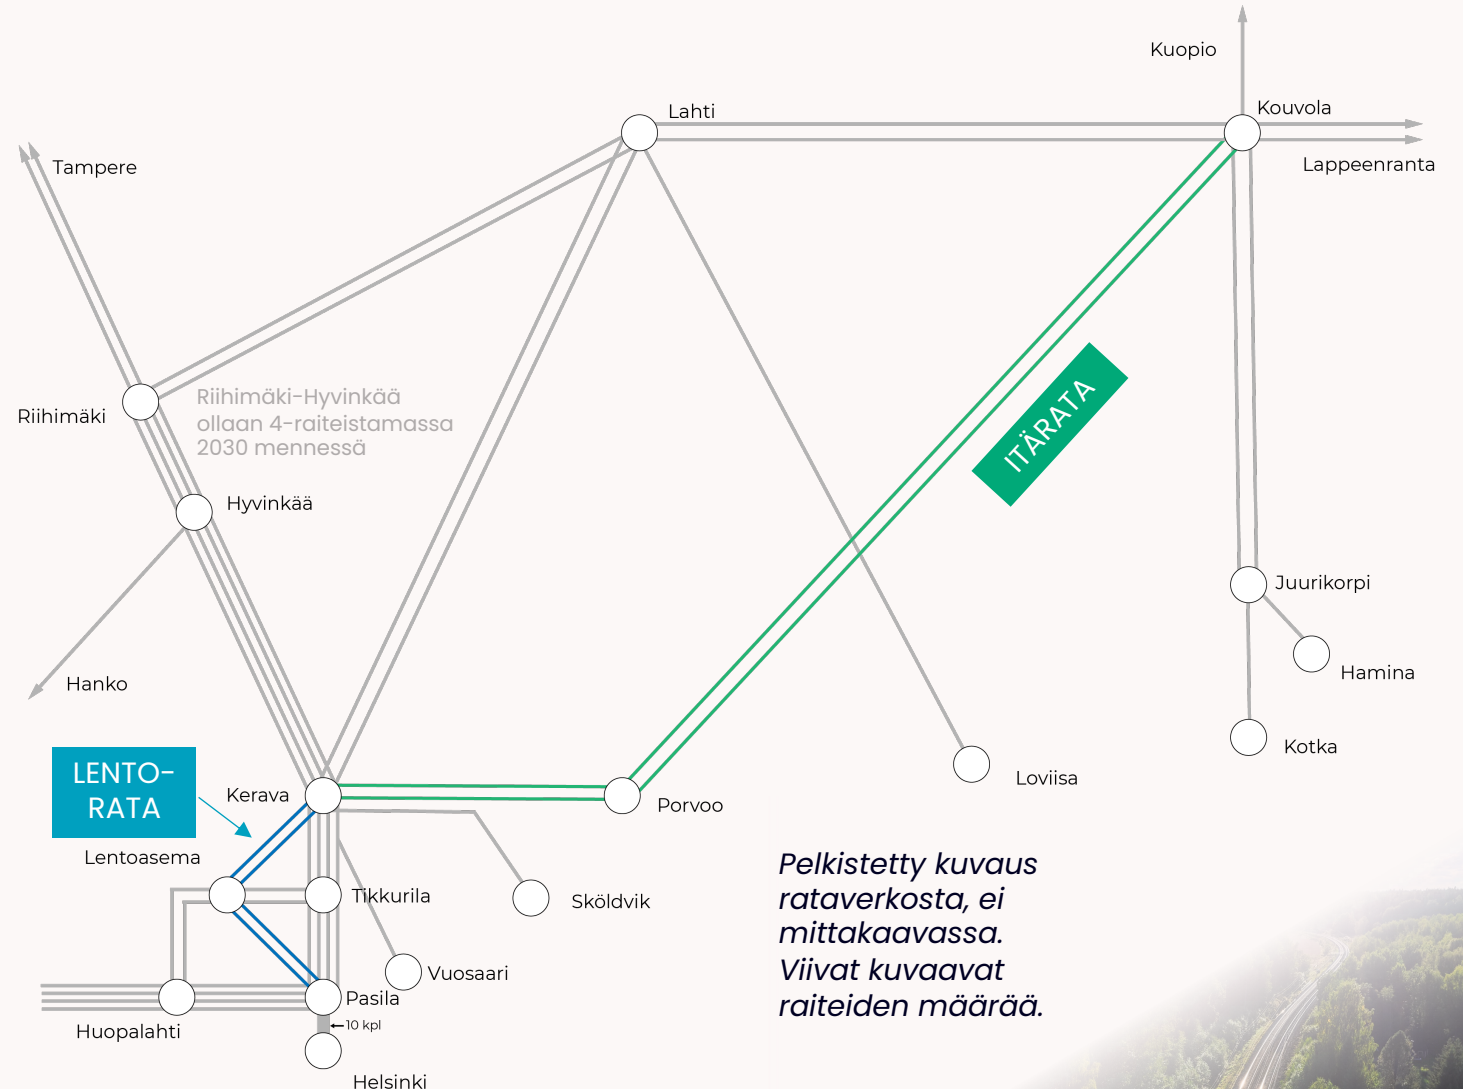 Kuopio
Lahti
Kouvola
Tampere
Lappeenranta
Riihimäki
Riihimäki-Hyvinkää
ollaan 4-raiteistamassa
2030 mennessä
ITÄRATA
Hyvinkää
Juurikorpi
Hanko
Hamina
Kotka
LENTO-
RATA
Kerava
Porvoo
Loviisa
Lentoasema
Tikkurila
Sköldvik
Pelkistetty kuvaus
rataverkosta, ei
mittakaavassa.
Viivat kuvaavat
raiteiden määrää.
Vuosaari
Pasila
Huopalahti
10 kpl
Helsinki